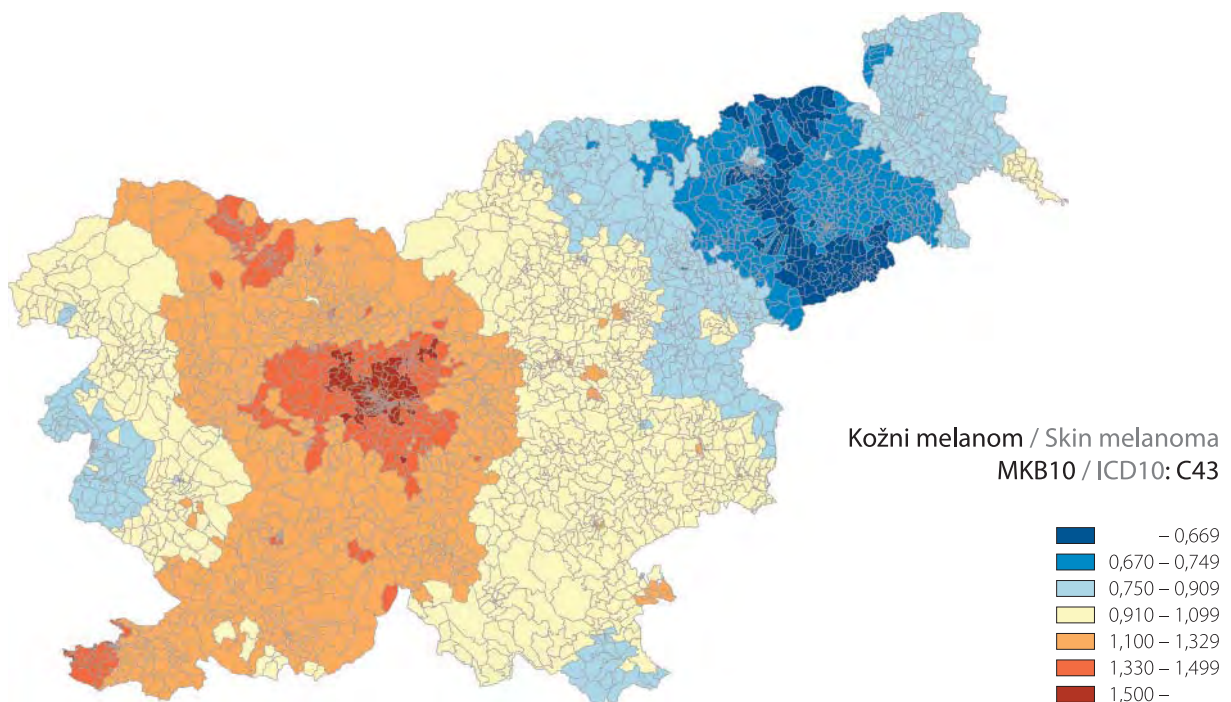 Kožni melanom / Skin melanoma
MKB10 / ICD10: C43
– 0,669
0,670 – 0,749
0,750 – 0,909
0,910 – 1,099
1,100 – 1,329
1,330 – 1,499
1,500 –